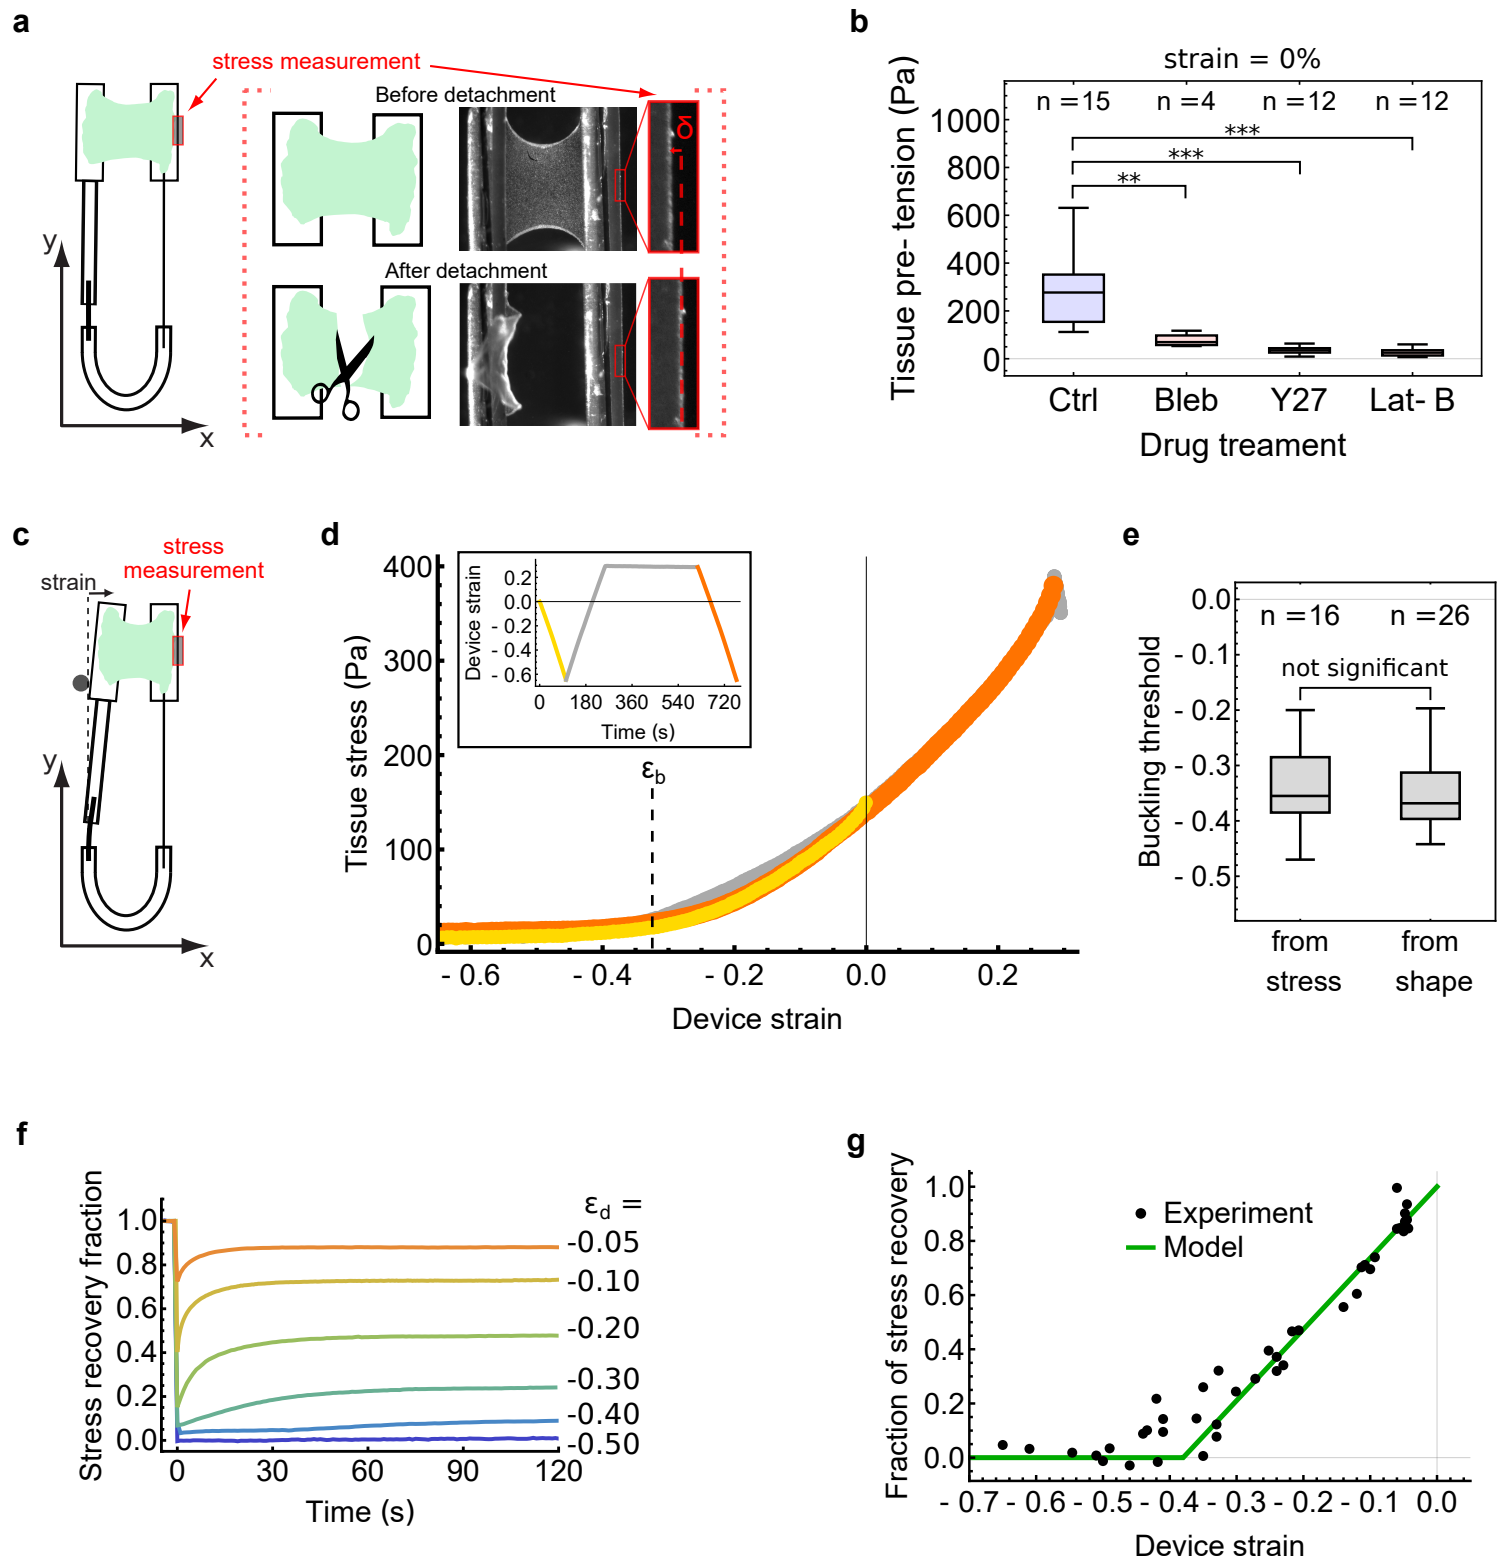 a
stress measurement
Before detachment
After detachment
y
x
b
strain = 0%
n =15
n =4
n =12
n =12
***
***
**
Tissue pre- tension (Pa)
1000
800
600
400
200
0
Ctrl
Bleb
Y27
Lat- B
Drug treament
c
stress
measurement
strain
y
x
d
Tissue stress (Pa)
400
300
200
100
0
- 0.6
- 0.4
- 0.2
0.0
0.2
Device strain
εb
Device strain
0.2
0.0
- 0.2
- 0.4
- 0.6
0
180
360
540
720
Time (s)
e
Buckling threshold
0.0
- 0.1
- 0.2
- 0.3
- 0.4
- 0.5
n =16
n =26
not significant
from
stress
from
shape
f
Stress recovery fraction
1.0
0.8
0.6
0.4
0.2
0.0
0
30
60
90
120
Time (s)
εd =
-0.05
-0.10
-0.20
-0.30
-0.40
-0.50
g
Fraction of stress recovery
1.0
0.8
0.6
0.4
0.2
0.0
Experiment
Model
- 0.7
- 0.6
- 0.5
- 0.4
- 0.3
- 0.2
- 0.1
0.0
Device strain